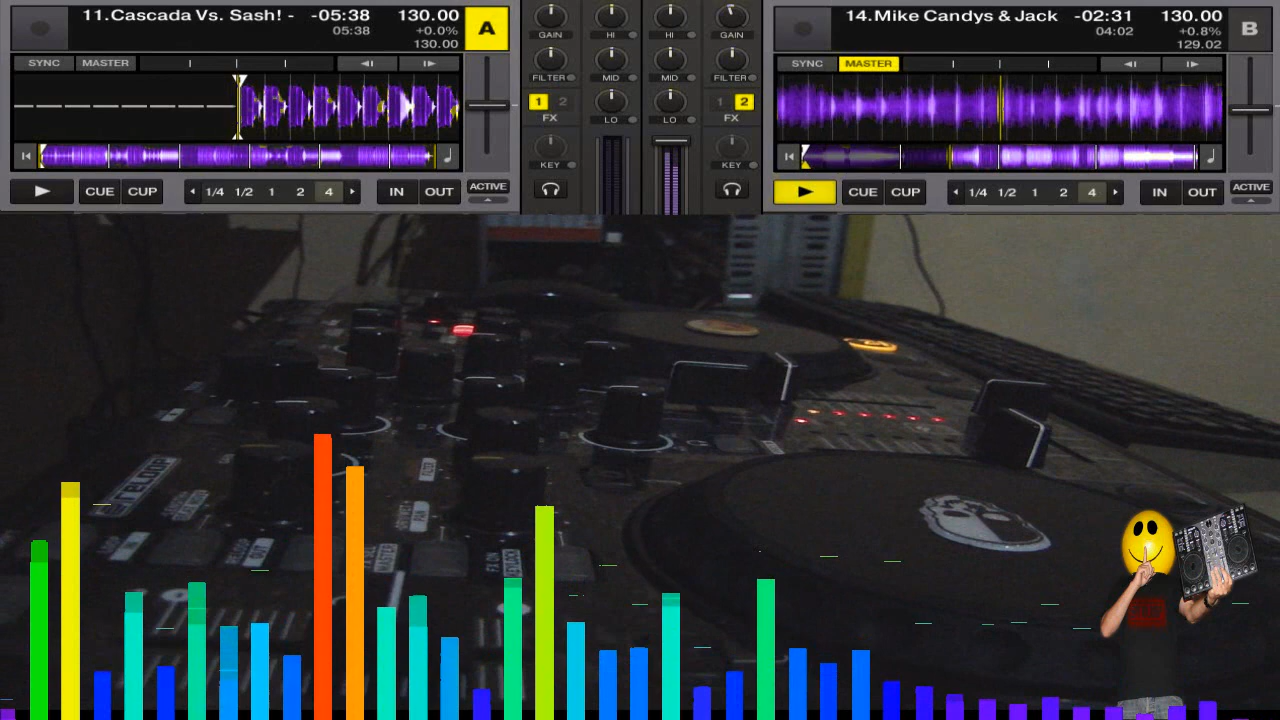 11.Cascada Vs. Sash! - -05:38 130.00
05:38 +0.0%
130.00
A
SYNC MASTER
CUE CUP 1/4 1/2 1 2 4 IN OUT ACTIVE
GAIN HI HI GAIN
FILTER MID MID FILTER
1 2 LO LO 1 2
FX FX
KEY KEY
14.Mike Candys & Jack -02:31 130.00
04:02 +0.8%
129.02
B
SYNC MASTER
CUE CUP 1/4 1/2 1 2 4 IN OUT ACTIVE
RELOOP